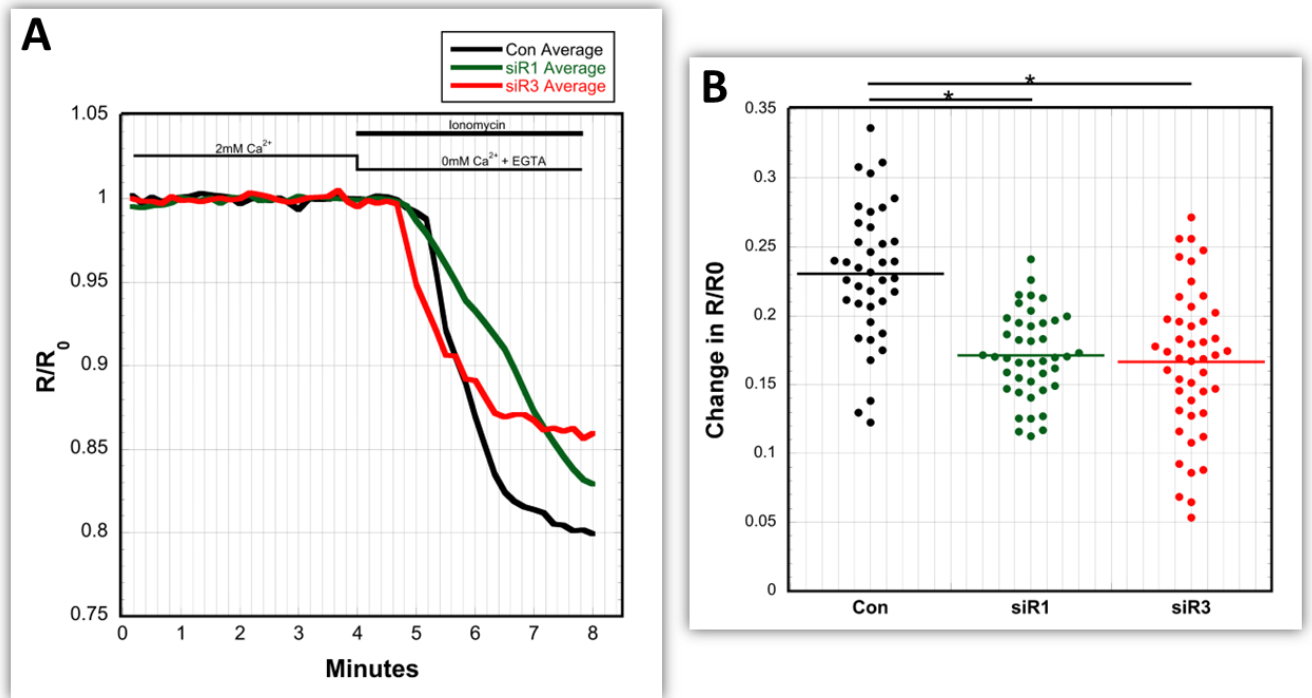 A
Con Average
siR1 Average
siR3 Average
1.05
1
0.95
0.9
0.85
0.8
0.75
R/R0
Ionomycin
2mM Ca2+
0mM Ca2+ + EGTA
0 1 2 3 4 5 6 7 8
Minutes
B
* *
0.35
0.3
0.25
0.2
0.15
0.1
0.05
0
Change in R/R0
Con siR1 siR3